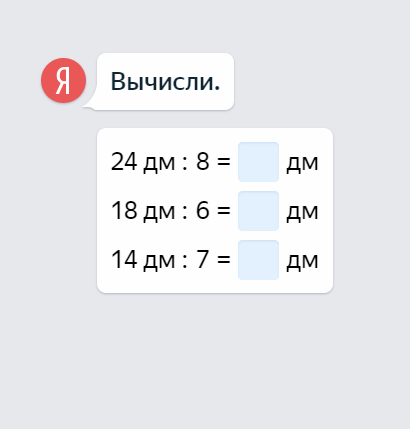 Я
Вычисли.
24 дм : 8 = дм
18 дм : 6 = дм
14 дм : 7 = дм